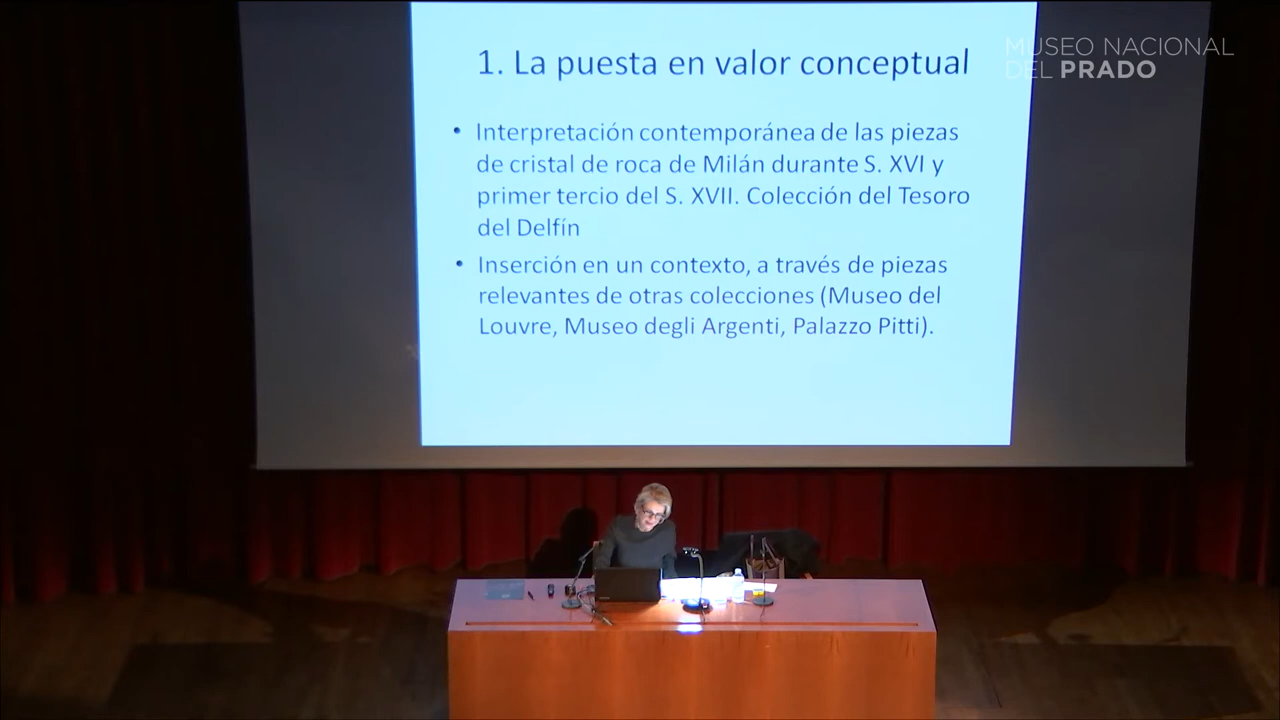 1. La puesta en valor conceptual
MUSEO NACIONAL
DEL PRADO
• Interpretación contemporánea de las piezas
de cristal de roca de Milán durante S. XVI y
primer tercio del S. XVII. Colección del Tesoro
del Delfín
• Inserción en un contexto, a través de piezas
relevantes de otras colecciones (Museo del
Louvre, Museo degli Argenti, Palazzo Pitti).